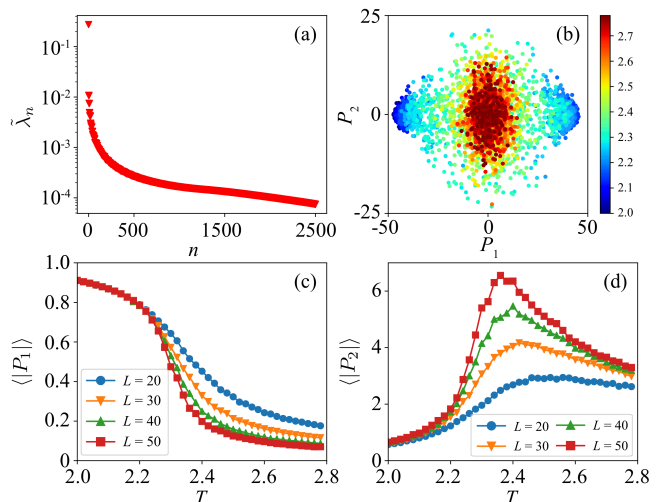 (a)
10⁻¹
10⁻²
10⁻³
10⁻⁴
λ̃ₙ
0
500
1500
2500
n
(b)
25
0
-25
P₂
-50
0
50
P₁
2.7
2.6
2.5
2.4
2.3
2.2
2.1
2.0
(c)
1.0
0.8
0.6
0.4
0.2
0
⟨|P₁|⟩
L = 20
L = 30
L = 40
L = 50
2.0
2.2
2.4
2.6
2.8
T
(d)
6
4
2
0
⟨|P₂|⟩
L = 20 L = 40
L = 30 L = 50
2.0
2.2
2.4
2.6
2.8
T